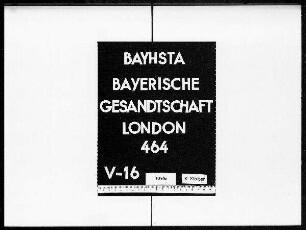 BAYHSTA
BAYERISCHE
GESANDTSCHAFT
LONDON
464
V-16